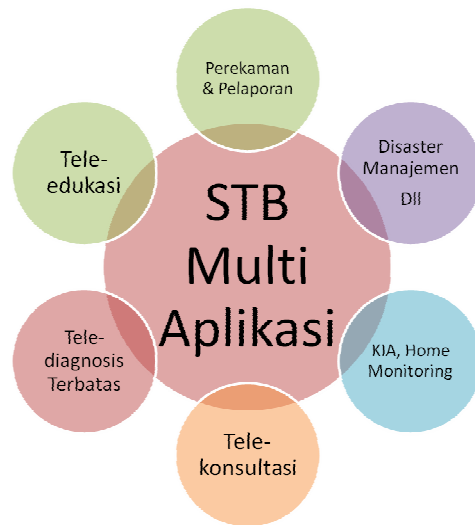 Perekaman
& Pelaporan
Tele-
edukasi
Disaster
Manajemen
Dll
STB
Multi
Aplikasi
Tele-
diagnosis
Terbatas
KIA, Home
Monitoring
Tele-
konsultasi